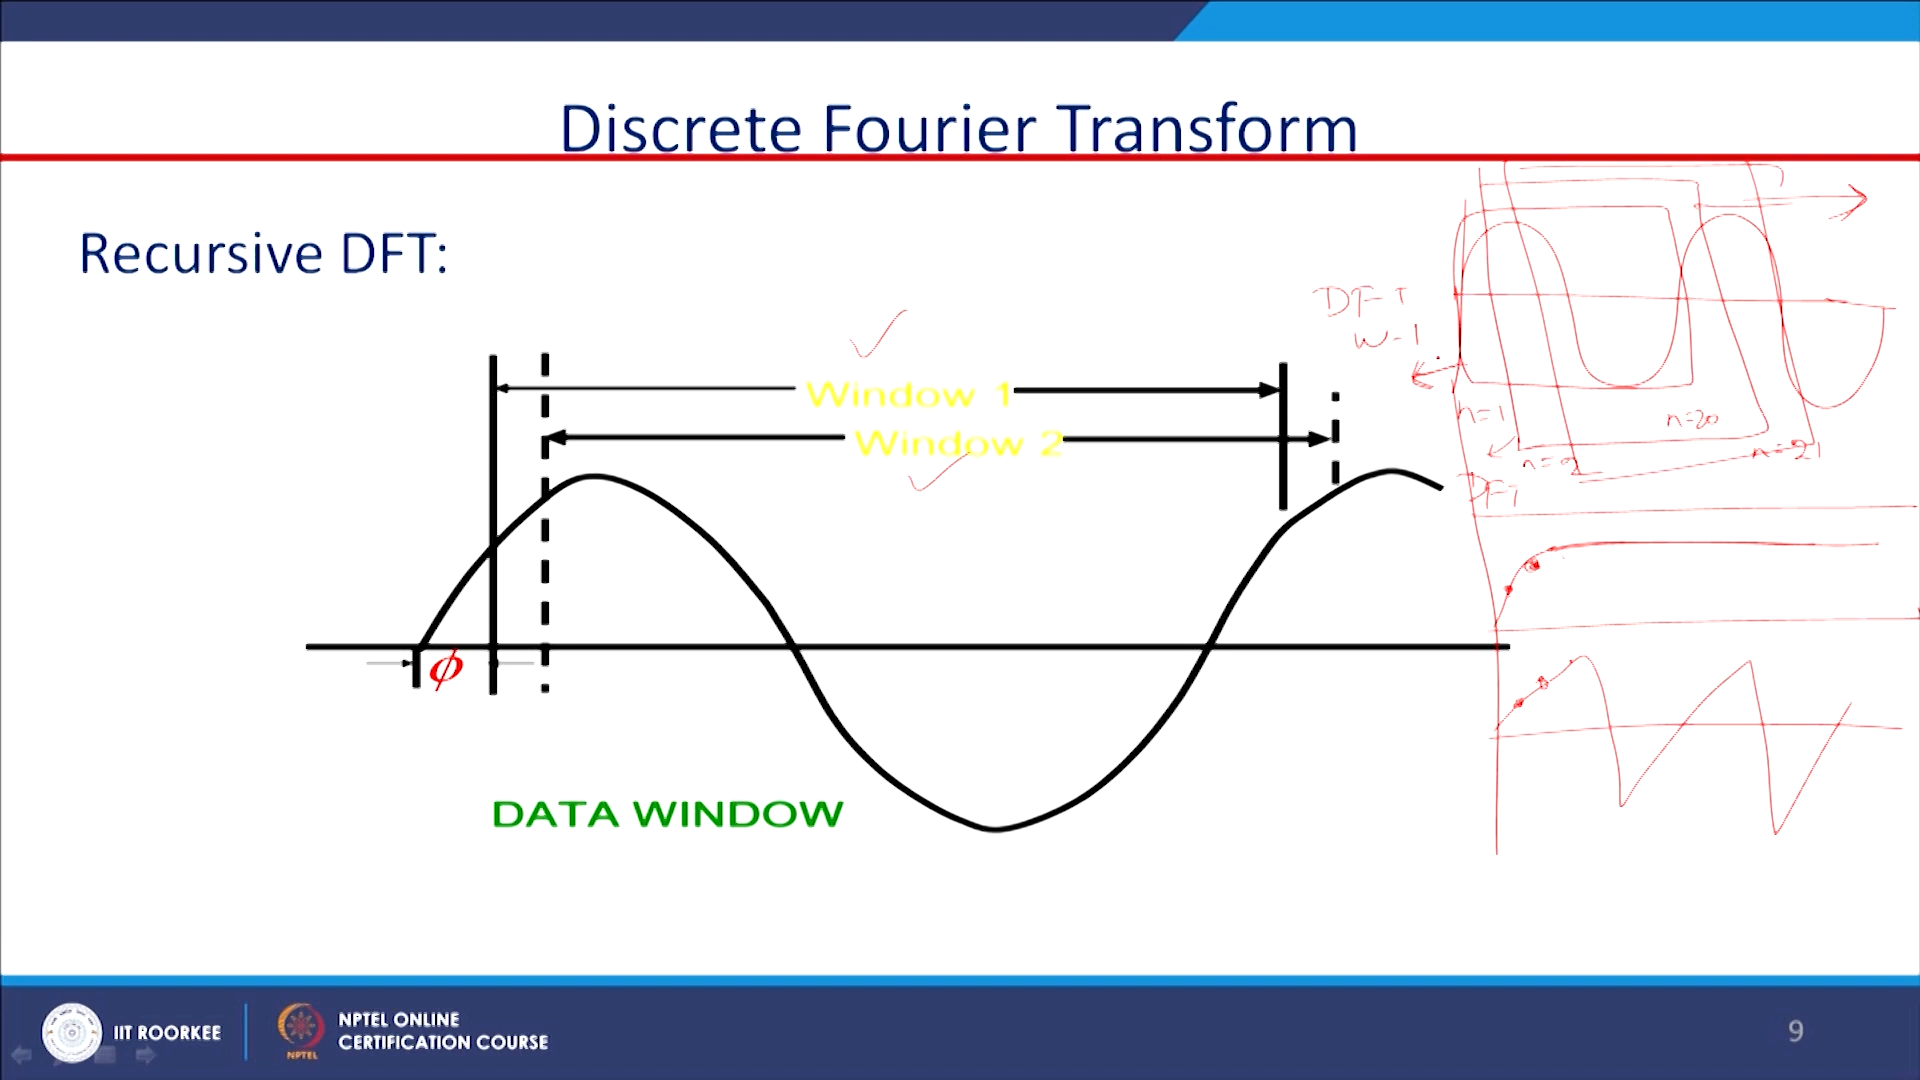 Discrete Fourier Transform
Recursive DFT:
DFT
W-1
Window 1
Window 2
n=1
n=20
n=2
n=21
DFT
ϕ
DATA WINDOW
IIT ROORKEE
NPTEL
NPTEL ONLINE
CERTIFICATION COURSE
9